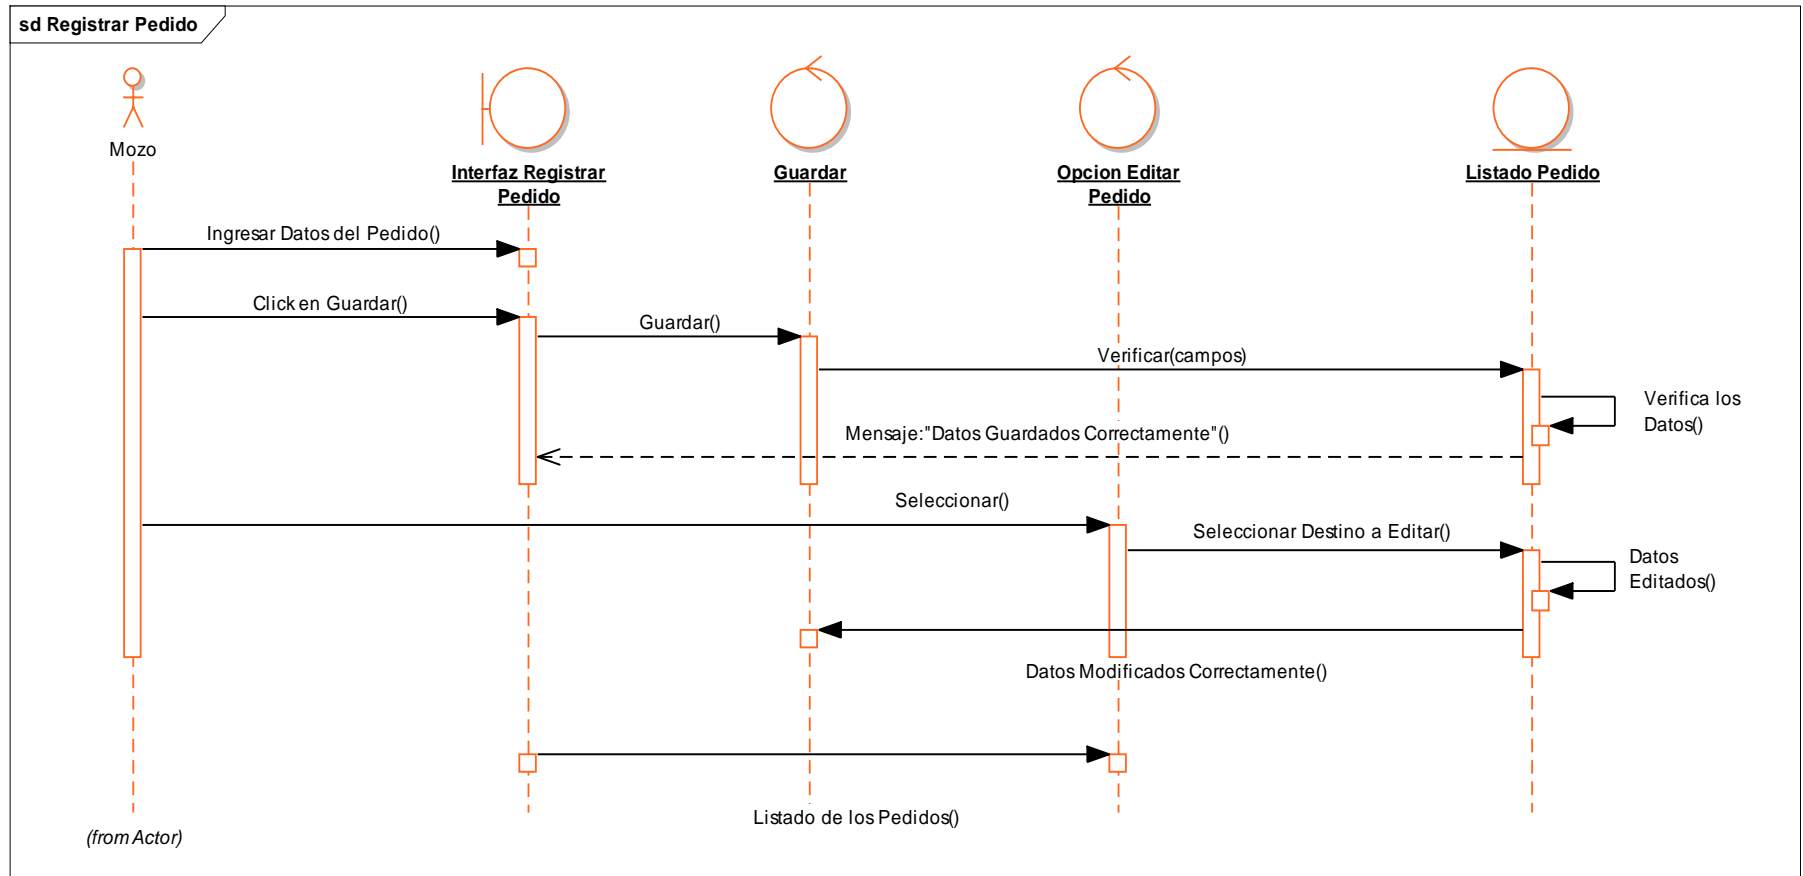 sd Registrar Pedido
Mozo
Interfaz Registrar
Pedido
Guardar
Opcion Editar
Pedido
Listado Pedido
Ingresar Datos del Pedido()
Click en Guardar()
Guardar()
Verificar(campos)
Verifica los
Datos()
Mensaje:"Datos Guardados Correctamente"()
Seleccionar()
Seleccionar Destino a Editar()
Datos
Editados()
Datos Modificados Correctamente()
Listado de los Pedidos()
(from Actor)